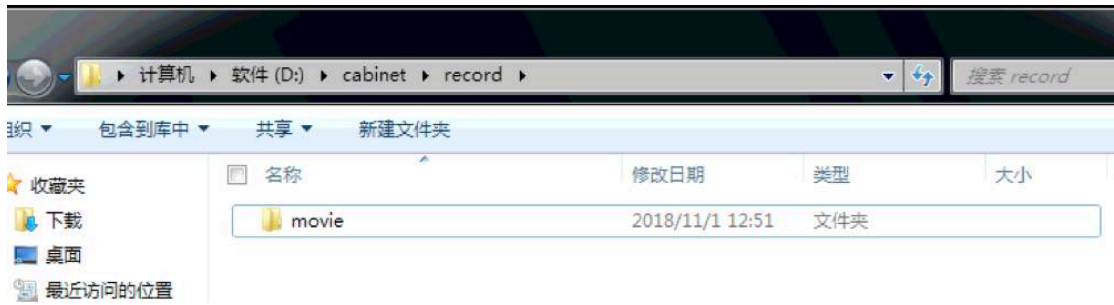 计算机 软件 (D:) cabinet record 搜索 record
组织 包含到库中 共享 新建文件夹
名称 修改日期 类型 大小
收藏夹
下载 movie 2018/11/1 12:51 文件夹
桌面
最近访问的位置